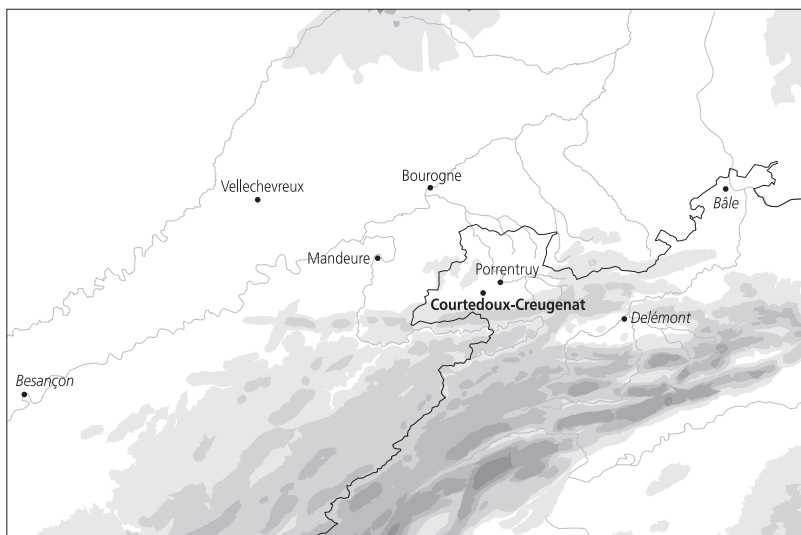 Bourogne
Vellechevreux
Bâle
Mandeure
Porrentruy
Courtedoux-Creugenat
Delémont
Besançon